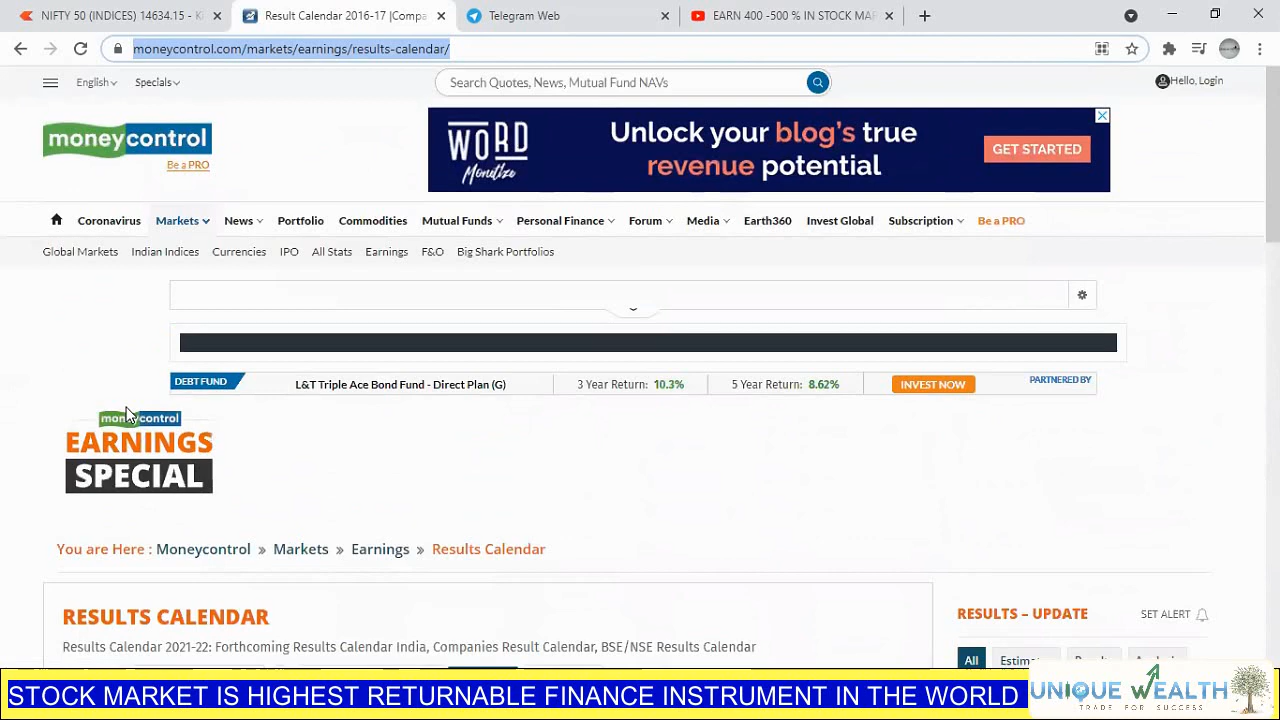 NIFTY 50 (INDICES) 14634.15 - Ki
Result Calendar 2016-17 |Compa
Telegram Web
EARN 400 -500 % IN STOCK MAR
moneycontrol.com/markets/earnings/results-calendar/
English
Specials
Search Quotes, News, Mutual Fund NAVs
Hello, Login
moneycontrol
Be a PRO
WORD
Monetize
Unlock your blog's true
revenue potential
GET STARTED
Coronavirus Markets News Portfolio Commodities Mutual Funds Personal Finance Forum Media Earth360 Invest Global Subscription Be a PRO
Global Markets Indian Indices Currencies IPO All Stats Earnings F&O Big Shark Portfolios
DEBT FUND L&T Triple Ace Bond Fund - Direct Plan (G) 3 Year Return: 10.3% 5 Year Return: 8.62% INVEST NOW PARTNERED BY
moneycontrol
EARNINGS
SPECIAL
You are Here : Moneycontrol » Markets » Earnings » Results Calendar
RESULTS CALENDAR
RESULTS – UPDATE
SET ALERT
Results Calendar 2021-22: Forthcoming Results Calendar India, Companies Result Calendar, BSE/NSE Results Calendar
All
STOCK MARKET IS HIGHEST RETURNABLE FINANCE INSTRUMENT IN THE WORLD
UNIQUE WEALTH
TRADE FOR SUCCESS